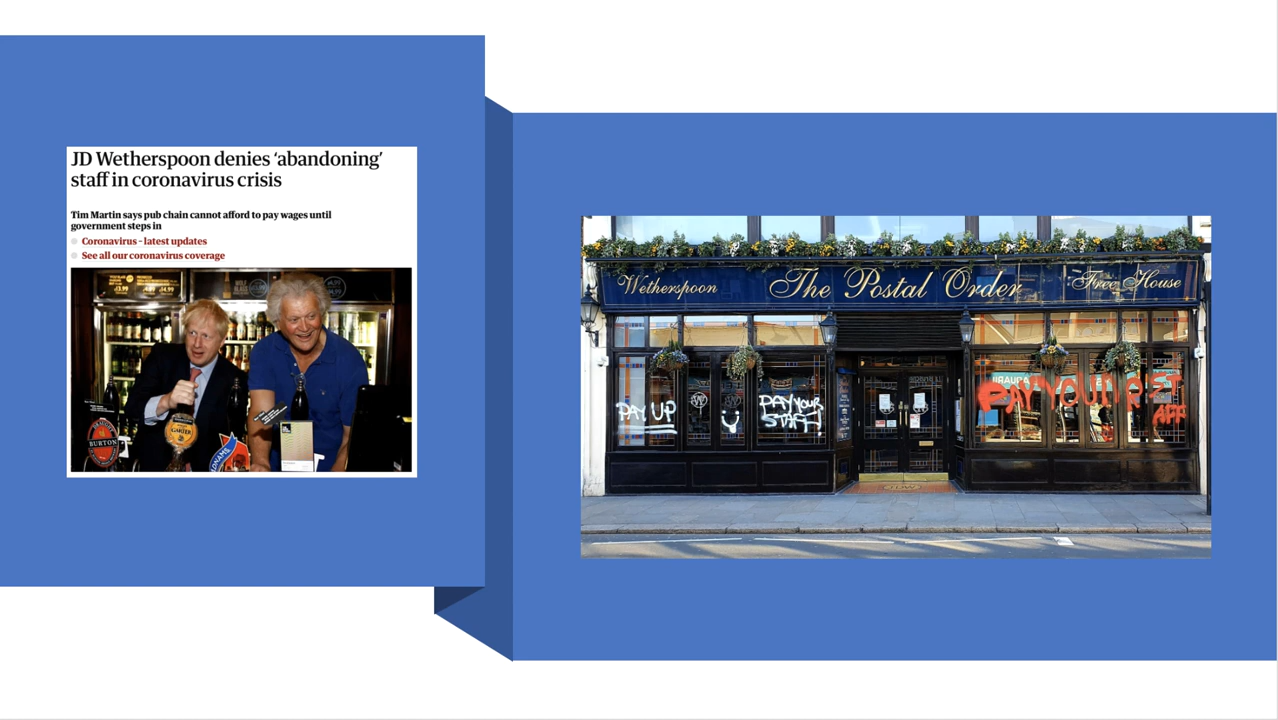 JD Wetherspoon denies ‘abandoning’
staff in coronavirus crisis
Tim Martin says pub chain cannot afford to pay wages until
government steps in
Coronavirus – latest updates
See all our coronavirus coverage
BURTON
GARTER
Wetherspoon
The Postal Order
Free House
PAY UP
PAY YOUR
STAFF
PAY YOUR